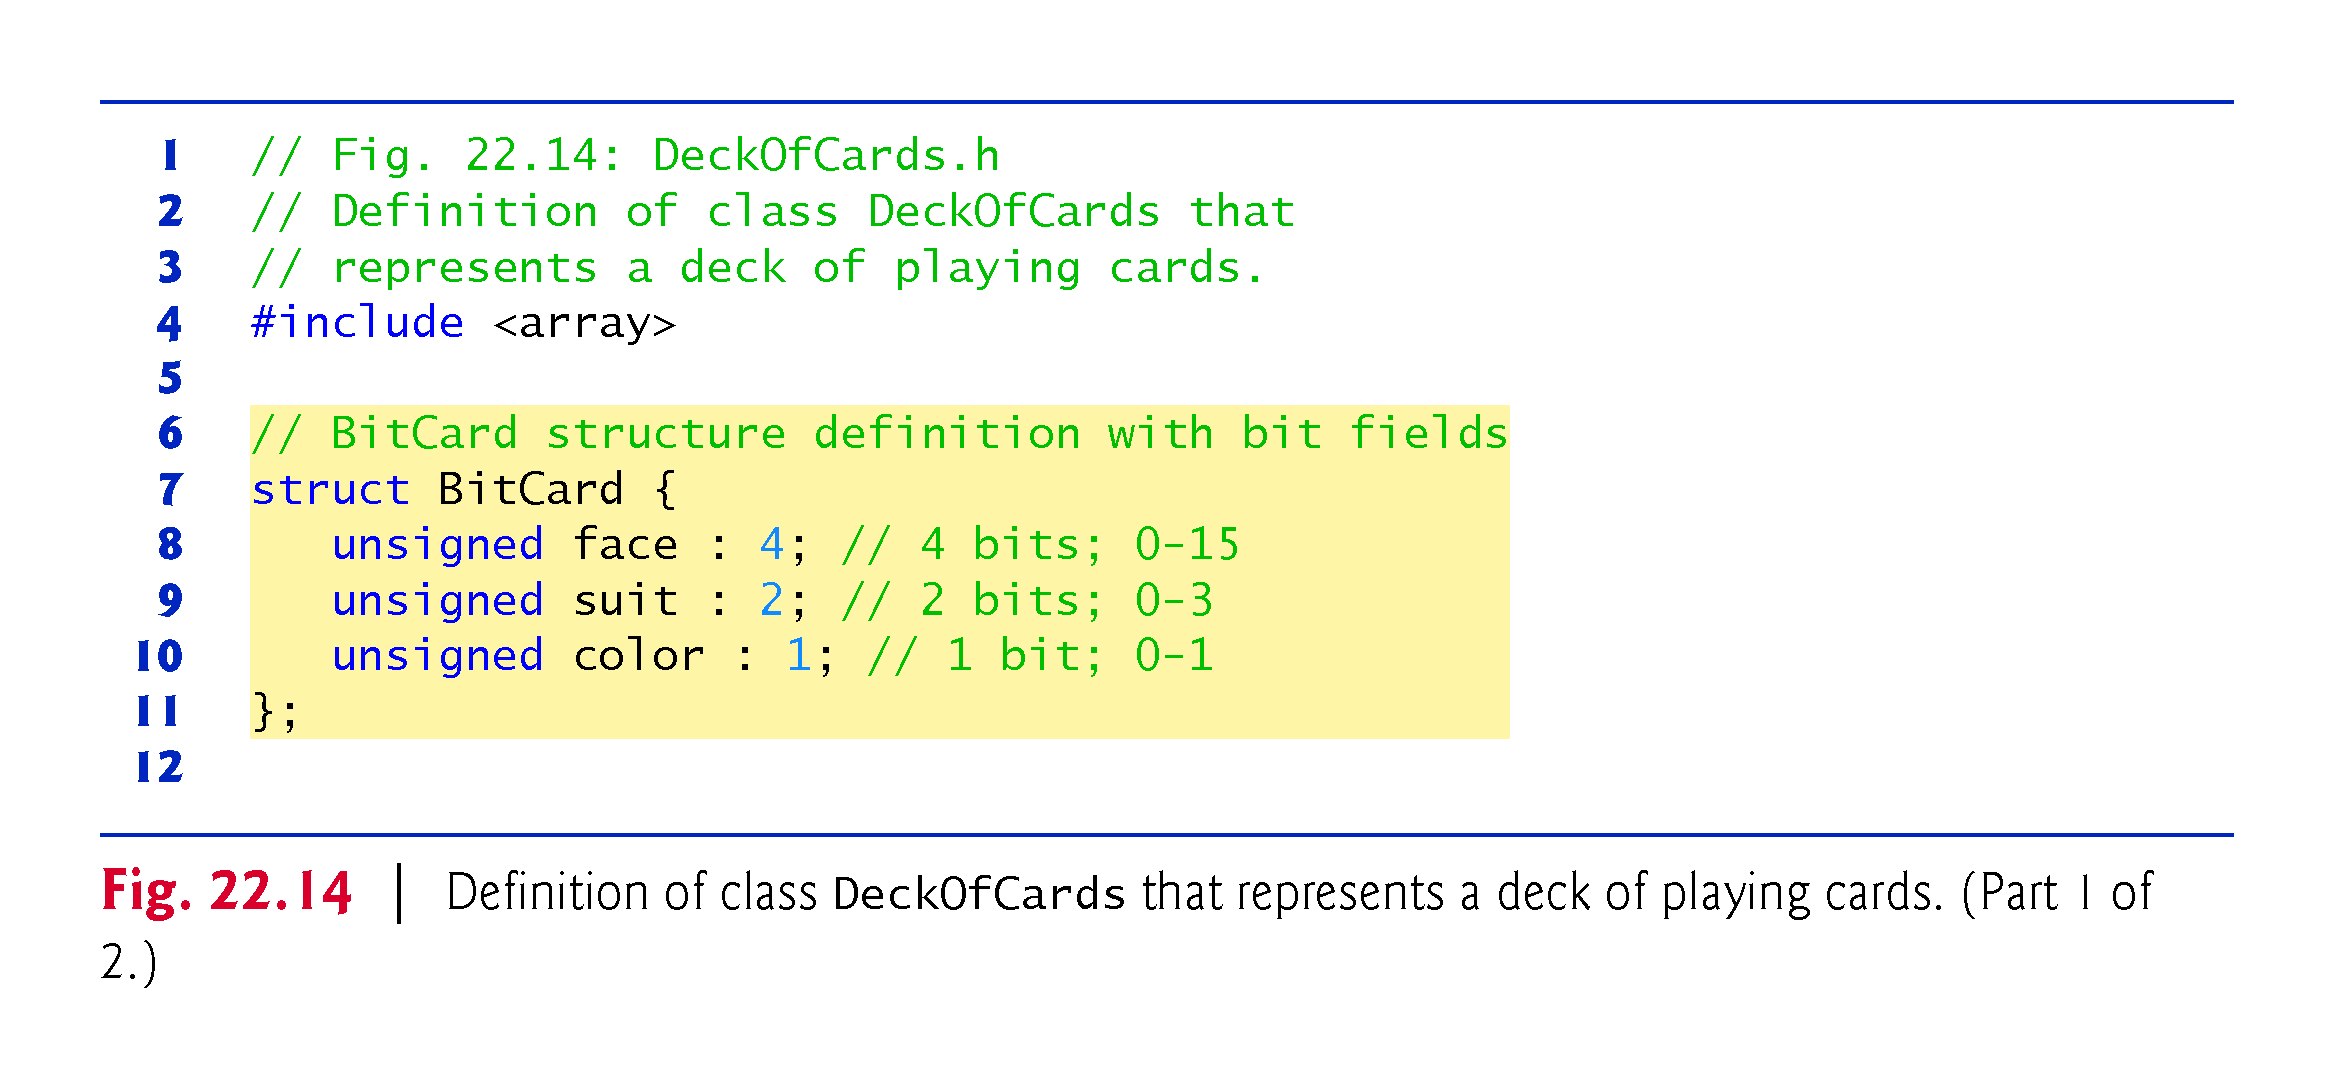 1 // Fig. 22.14: DeckOfCards.h
2 // Definition of class DeckOfCards that
3 // represents a deck of playing cards.
4 #include <array>
5
6 // BitCard structure definition with bit fields
7 struct BitCard {
8    unsigned face : 4; // 4 bits; 0-15
9    unsigned suit : 2; // 2 bits; 0-3
10    unsigned color : 1; // 1 bit; 0-1
11 };
12
Fig. 22.14 | Definition of class DeckOfCards that represents a deck of playing cards. (Part 1 of
2.)